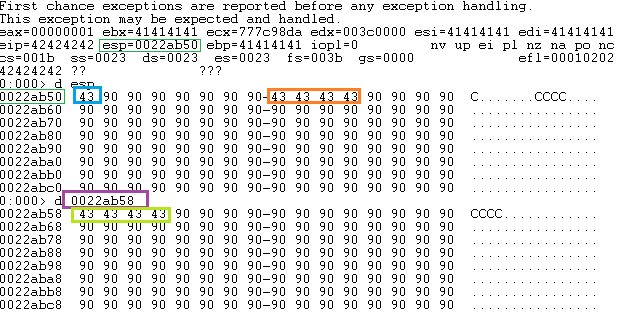 First chance exceptions are reported before any exception handling.
This exception may be expected and handled.
eax=00000001 ebx=41414141 ecx=777c98da edx=003c0000 esi=41414141 edi=41414141
eip=42424242 esp=0022ab50 ebp=41414141 iopl=0 nv up ei pl nz na po nc
cs=001b ss=0023 ds=0023 es=0023 fs=003b gs=0000 efl=00010202
42424242 ?? ???
0:000> d esp
0022ab50 43 90 90 90 90 90 90 90-43 43 43 43 90 90 90 90 C.......CCCC....
0022ab60 90 90 90 90 90 90 90 90-90 90 90 90 90 90 90 90 ................
0022ab70 90 90 90 90 90 90 90 90-90 90 90 90 90 90 90 90 ................
0022ab80 90 90 90 90 90 90 90 90-90 90 90 90 90 90 90 90 ................
0022ab90 90 90 90 90 90 90 90 90-90 90 90 90 90 90 90 90 ................
0022aba0 90 90 90 90 90 90 90 90-90 90 90 90 90 90 90 90 ................
0022abb0 90 90 90 90 90 90 90 90-90 90 90 90 90 90 90 90 ................
0022abc0 90 90 90 90 90 90 90 90-90 90 90 90 90 90 90 90 ................
0:000> d 0022ab58
0022ab58 43 43 43 43 90 90 90 90-90 90 90 90 90 90 90 90 CCCC............
0022ab68 90 90 90 90 90 90 90 90-90 90 90 90 90 90 90 90 ................
0022ab78 90 90 90 90 90 90 90 90-90 90 90 90 90 90 90 90 ................
0022ab88 90 90 90 90 90 90 90 90-90 90 90 90 90 90 90 90 ................
0022ab98 90 90 90 90 90 90 90 90-90 90 90 90 90 90 90 90 ................
0022aba8 90 90 90 90 90 90 90 90-90 90 90 90 90 90 90 90 ................
0022abb8 90 90 90 90 90 90 90 90-90 90 90 90 90 90 90 90 ................
0022abc8 90 90 90 90 90 90 90 90-90 90 90 90 90 90 90 90 ................